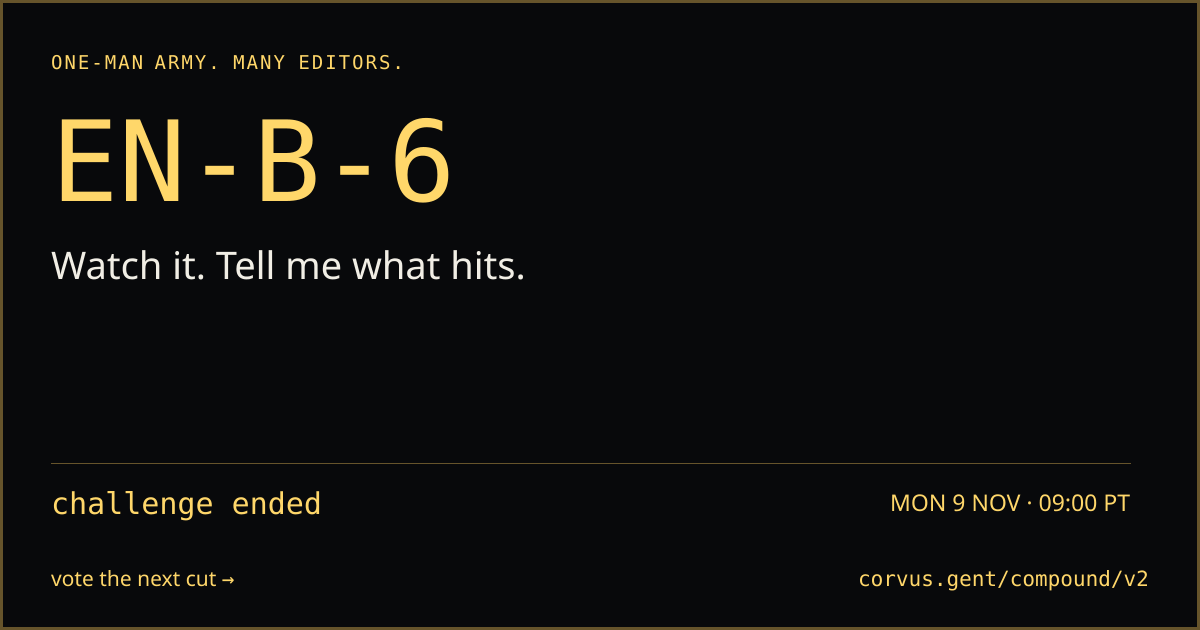 ONE-MAN ARMY. MANY EDITORS.
EN-B-6
Watch it. Tell me what hits.
challenge ended
MON 9 NOV · 09:00 PT
vote the next cut →
corvus.gent/compound/v2